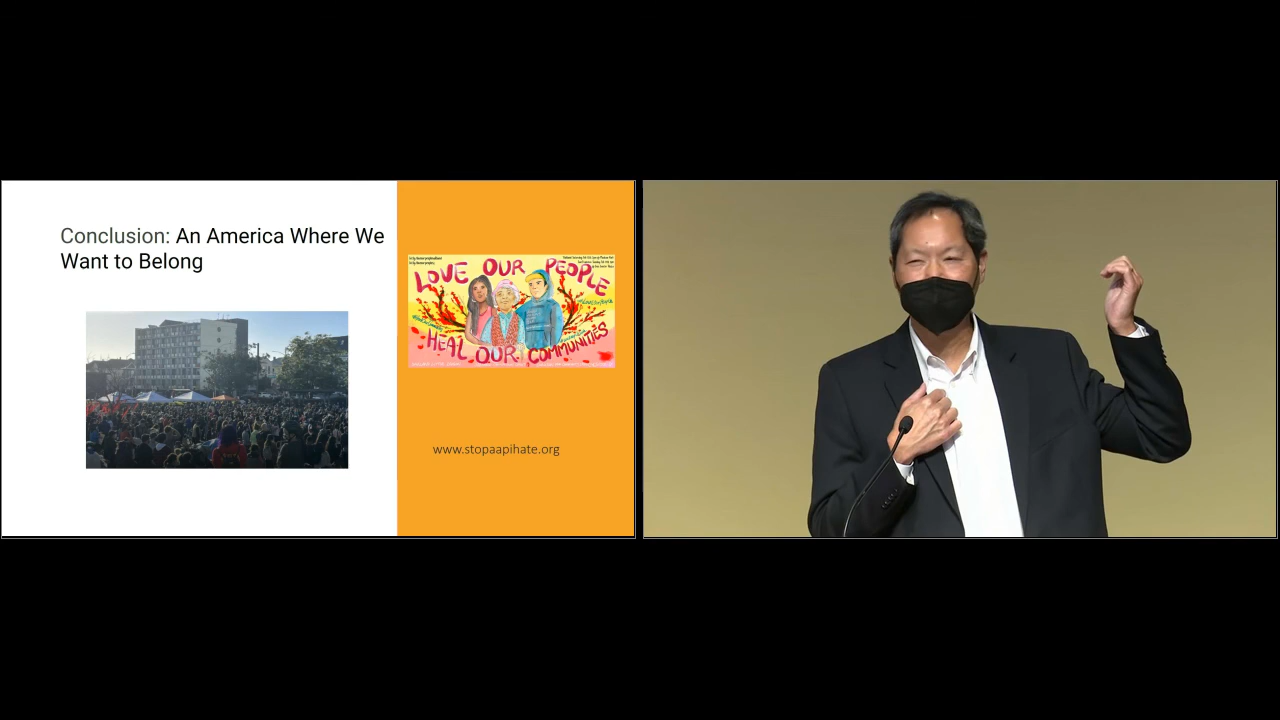 Conclusion: An America Where We
Want to Belong
LOVE OUR PEOPLE
HEAL OUR COMMUNITIES
www.stopaapihate.org